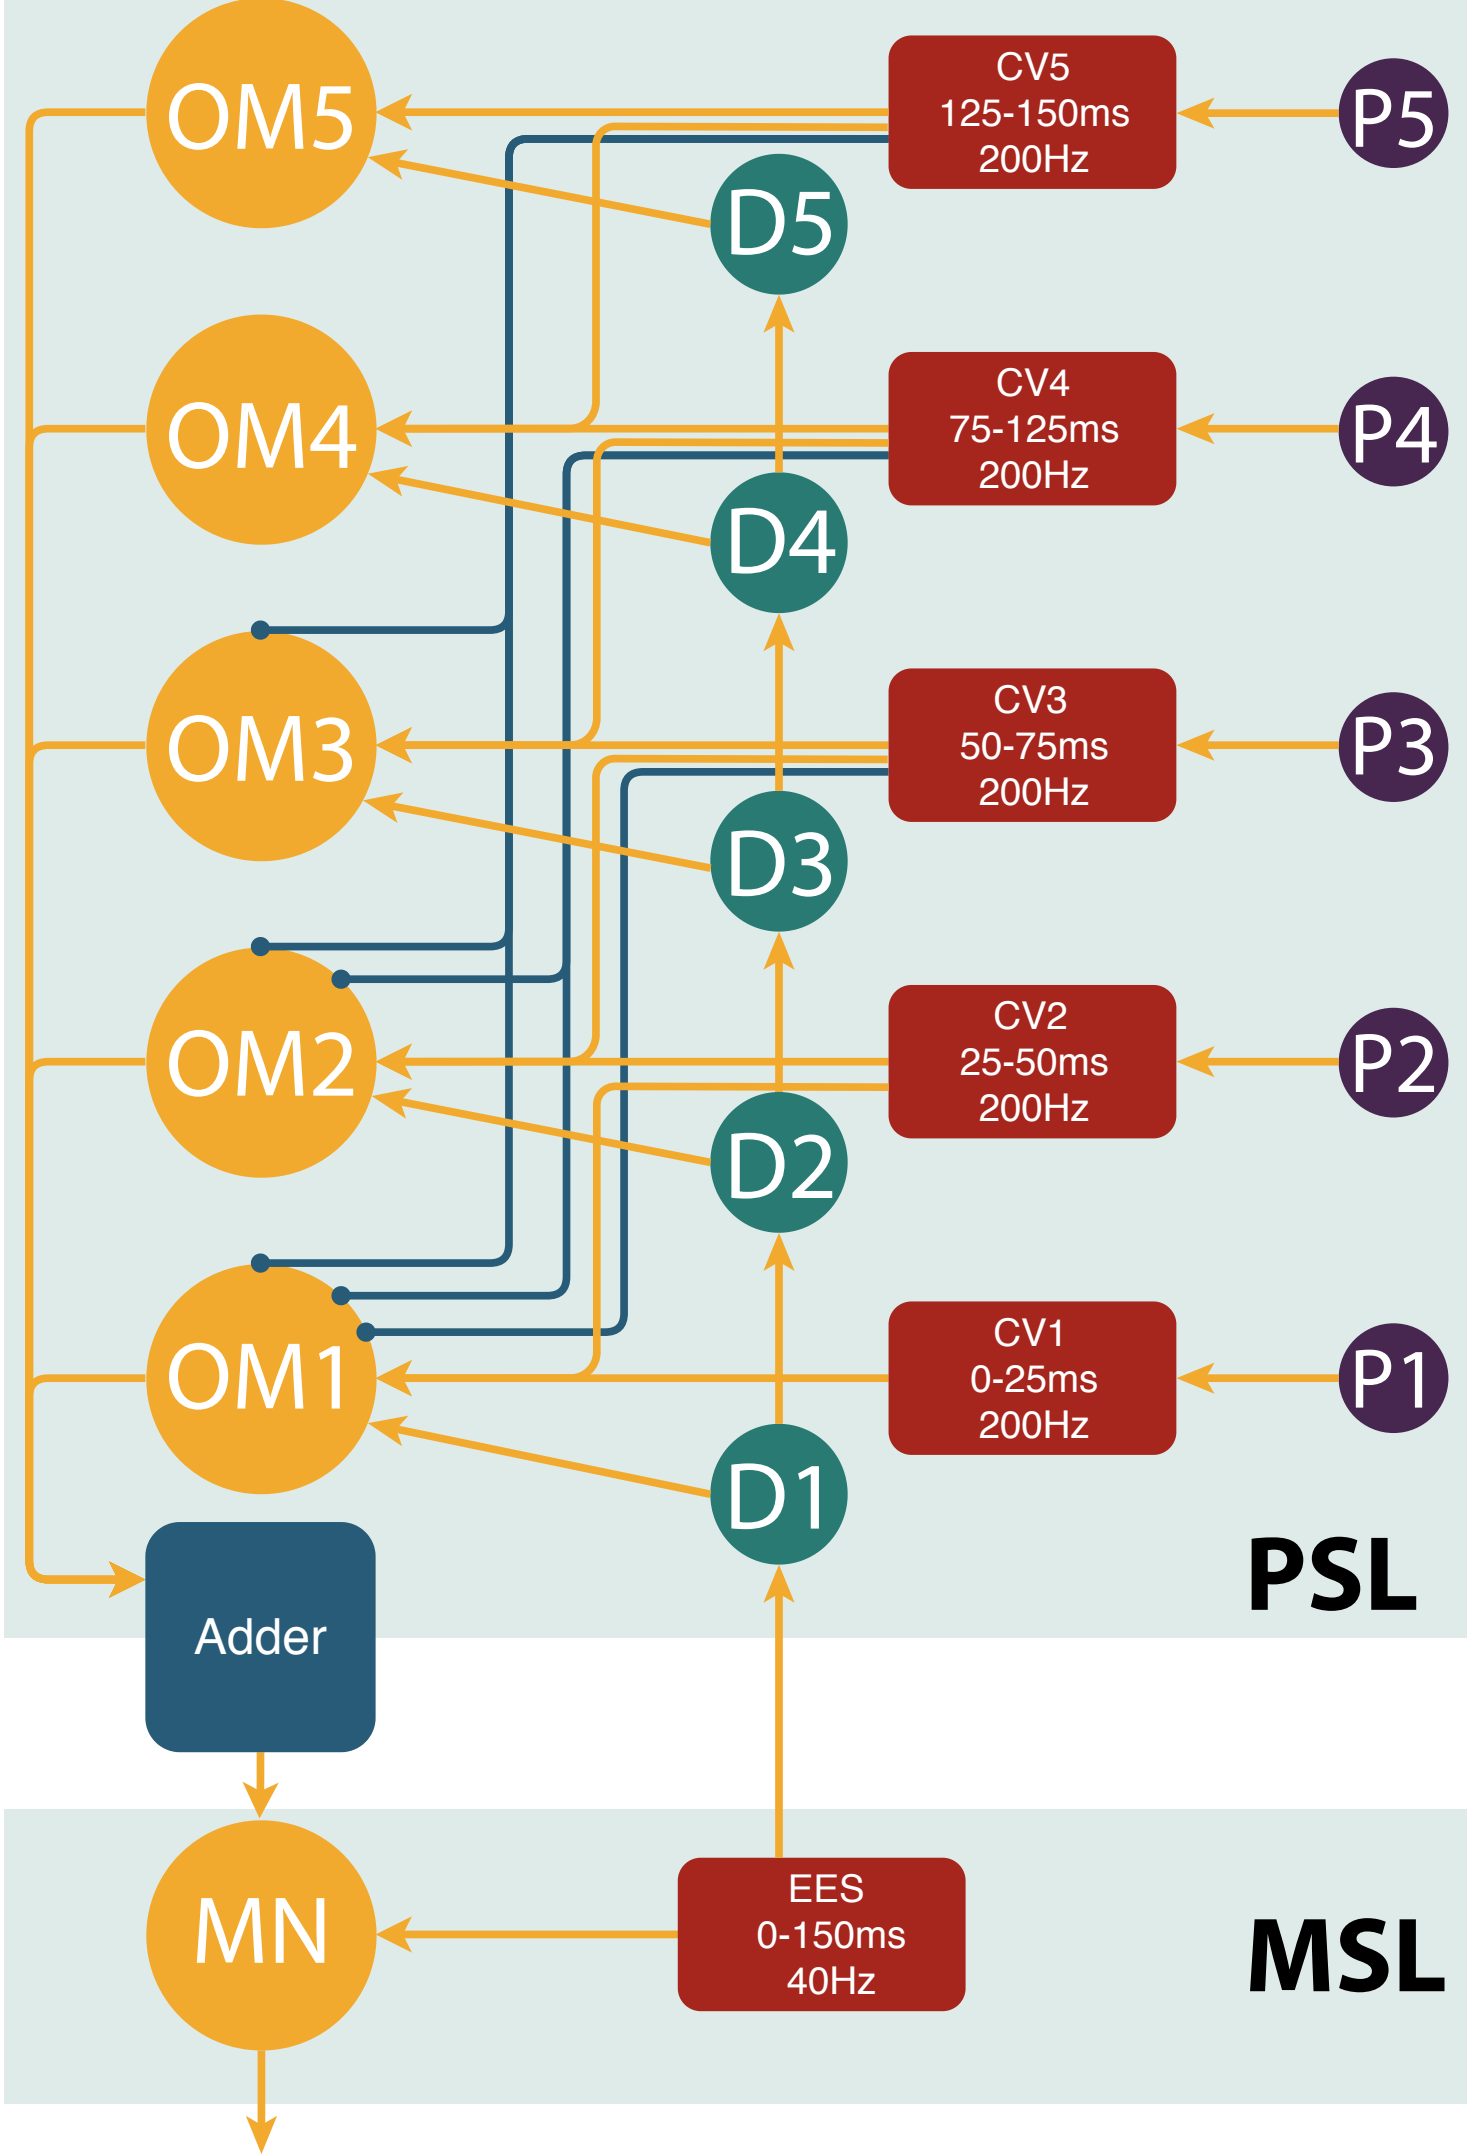 OM5
CV5
125-150ms
200Hz
P5
D5
OM4
CV4
75-125ms
200Hz
P4
D4
OM3
CV3
50-75ms
200Hz
P3
D3
OM2
CV2
25-50ms
200Hz
P2
D2
OM1
CV1
0-25ms
200Hz
P1
D1
PSL
Adder
MN
EES
0-150ms
40Hz
MSL